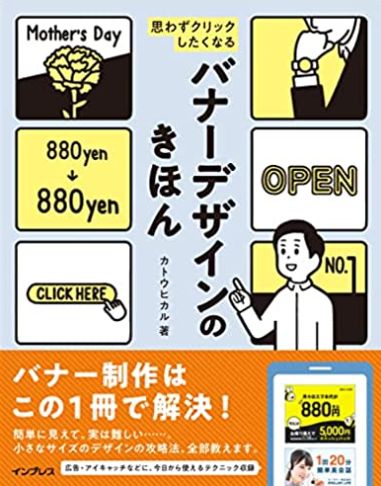 Mother's Day
思わずクリック
したくなる
バナーデザインの
きほん
カトウヒカル 著
880yen
↓
880yen
OPEN
CLICK HERE
NO.1
バナー制作は
この1冊で解決！
簡単に見えて、実は難しい……。
小さなサイズのデザインの攻略法、全部教えます。
インプレス
広告・アイキャッチなどに、今日から使えるテクニック収録
880円
5,000円
1回20分
簡単英会話